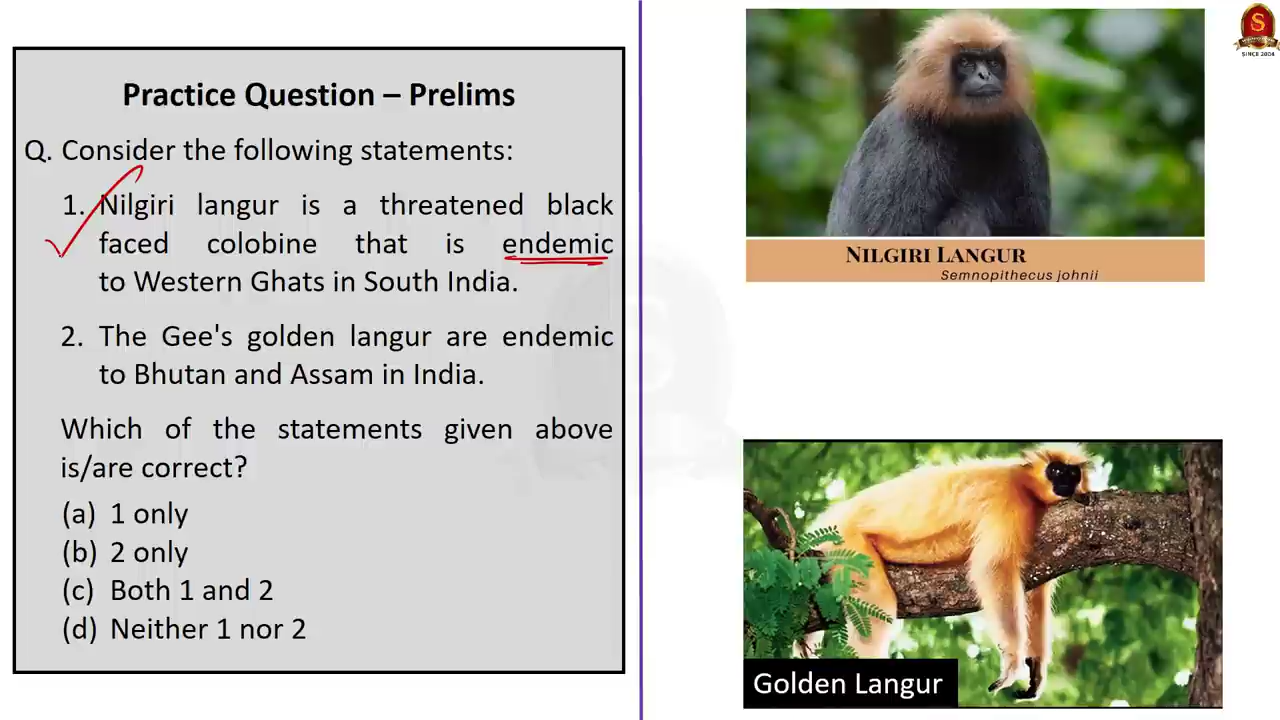 Practice Question – Prelims
Q. Consider the following statements:
1. Nilgiri langur is a threatened black
faced colobine that is endemic
to Western Ghats in South India.
2. The Gee's golden langur are endemic
to Bhutan and Assam in India.
Which of the statements given above
is/are correct?
(a) 1 only
(b) 2 only
(c) Both 1 and 2
(d) Neither 1 nor 2
NILGIRI LANGUR
Semnopithecus johnii
Golden Langur
S
SINCE 2004